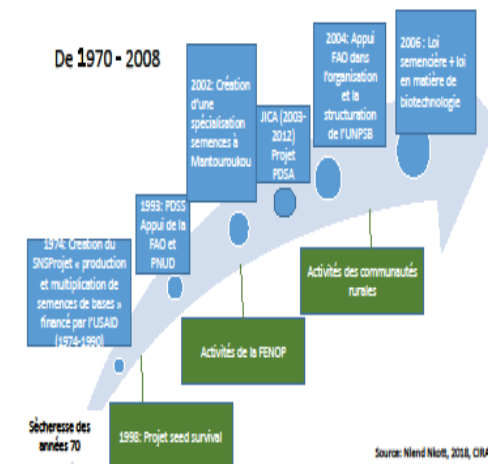 De 1970 - 2008
2002: Création
d'une
spécialisation
semences à
Mantouroukou
JICA (2003-
2012)
Projet
PDSA
2004: Appui
FAO dans
l'organisation
et la
structuration
de l'UNPSB
2006 : Loi
semencière + loi
en matière de
biotechnologie
1993: PDSS
Appui de la
FAO et
PNUD
1974: Création du
SNSProjet « production
et multiplication de
semences de bases »
financé par l'USAID
(1974-1990)
Activités des communautés
rurales
Activités de la FENOP
1998: Projet seed survival
Sècheresse des
années 70
Source: Nlend Nkott, 2018, CIRA